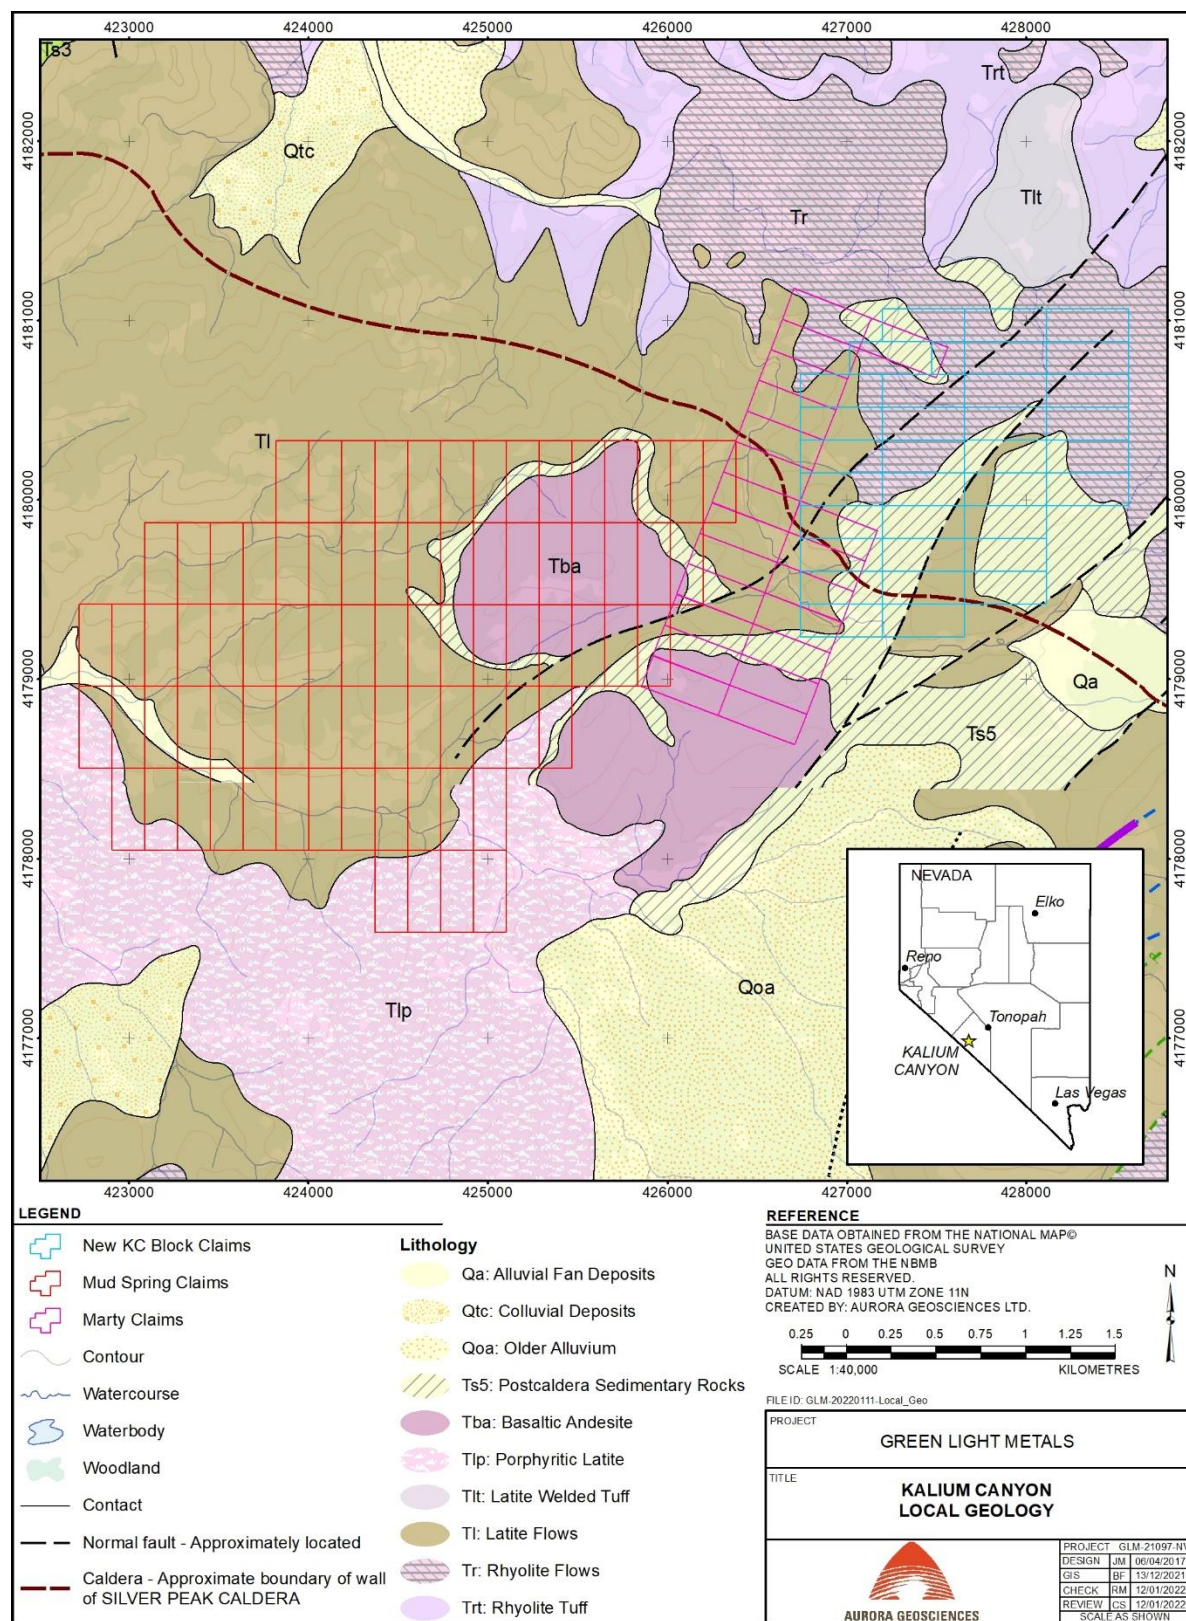 423000 424000 425000 426000 427000 428000
Ts3
Trt
4182000 4182000
Qtc
Tlt
Tr
4181000 4181000
Tl
4180000 4180000
Tba
4179000 4179000
Qa
Ts5
4178000 4178000
NEVADA
Elko
Reno
Qoa
Tlp
Tonopah
4177000 4177000
KALIUM
CANYON
Las Vegas
423000 424000 425000 426000 427000 428000
LEGEND
New KC Block Claims
Mud Spring Claims
Marty Claims
Contour
Watercourse
Waterbody
Woodland
Contact
Normal fault - Approximately located
Caldera - Approximate boundary of wall
of SILVER PEAK CALDERA
Lithology
Qa: Alluvial Fan Deposits
Qtc: Colluvial Deposits
Qoa: Older Alluvium
Ts5: Postcaldera Sedimentary Rocks
Tba: Basaltic Andesite
Tlp: Porphyritic Latite
Tlt: Latite Welded Tuff
Tl: Latite Flows
Tr: Rhyolite Flows
Trt: Rhyolite Tuff
REFERENCE
BASE DATA OBTAINED FROM THE NATIONAL MAP©
UNITED STATES GEOLOGICAL SURVEY
GEO DATA FROM THE NBMB
ALL RIGHTS RESERVED.
DATUM: NAD 1983 UTM ZONE 11N
CREATED BY: AURORA GEOSCIENCES LTD.
N
0.25 0 0.25 0.5 0.75 1 1.25 1.5
SCALE 1:40,000 KILOMETRES
FILE ID: GLM-20220111-Local_Geo
PROJECT
GREEN LIGHT METALS
TITLE
KALIUM CANYON
LOCAL GEOLOGY
AURORA GEOSCIENCES
PROJECT GLM-21097-NV
DESIGN JM 06/04/2017
GIS BF 13/12/2021
CHECK RM 12/01/2022
REVIEW CS 12/01/2022
SCALE AS SHOWN